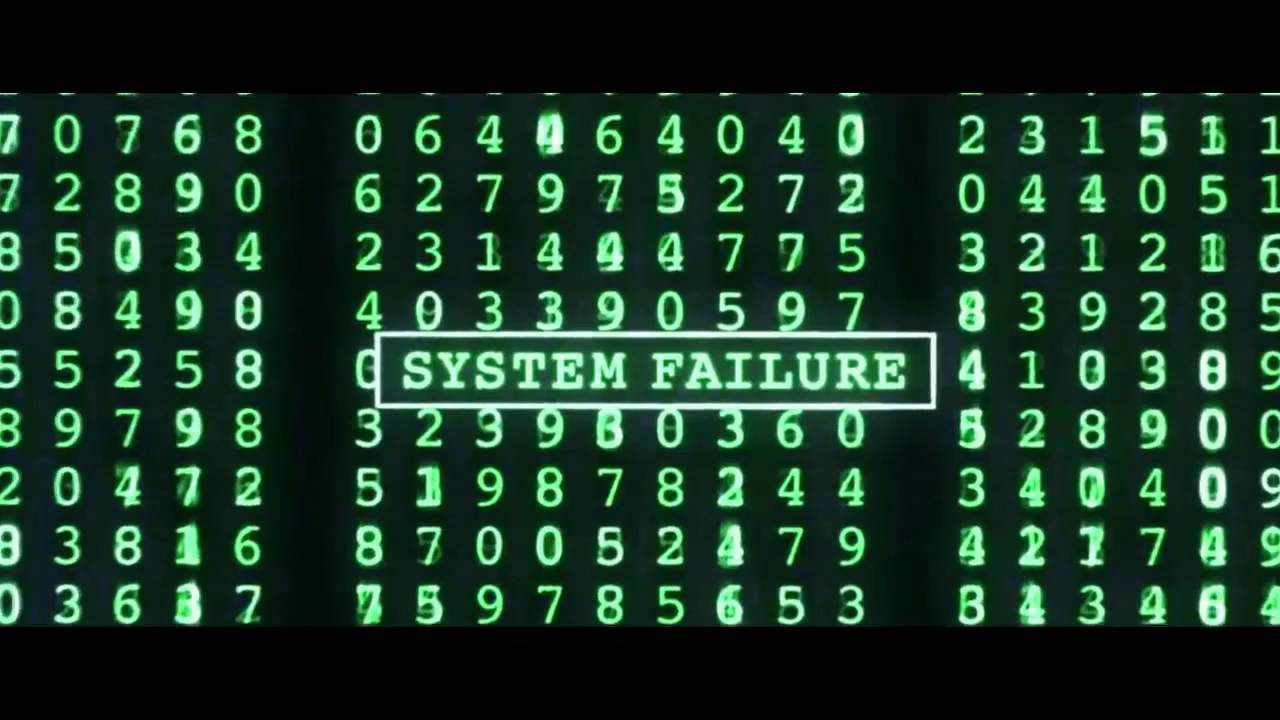 7 0 7 6 8 0 6 4 4 6 4 0 4 0 2 3 1 5 1 1
7 2 8 9 0 6 2 7 9 7 5 2 7 2 0 4 4 0 5 1
8 5 0 3 4 2 3 1 4 4 4 7 7 5 3 2 1 2 1 6
0 8 4 9 0 4 0 3 3 9 0 5 9 7 8 3 9 2 8 5
5 5 2 5 8 0 SYSTEM FAILURE 4 1 0 3 8 9
8 9 7 9 8 3 2 3 9 6 0 3 6 0 5 2 8 9 0 0
2 0 4 7 2 5 1 9 8 7 8 2 4 4 3 4 0 4 0 9
8 3 8 1 6 8 7 0 0 5 2 4 7 9 4 2 1 7 4 9
0 3 6 3 7 7 5 9 7 8 5 6 5 3 3 4 3 4 6 4